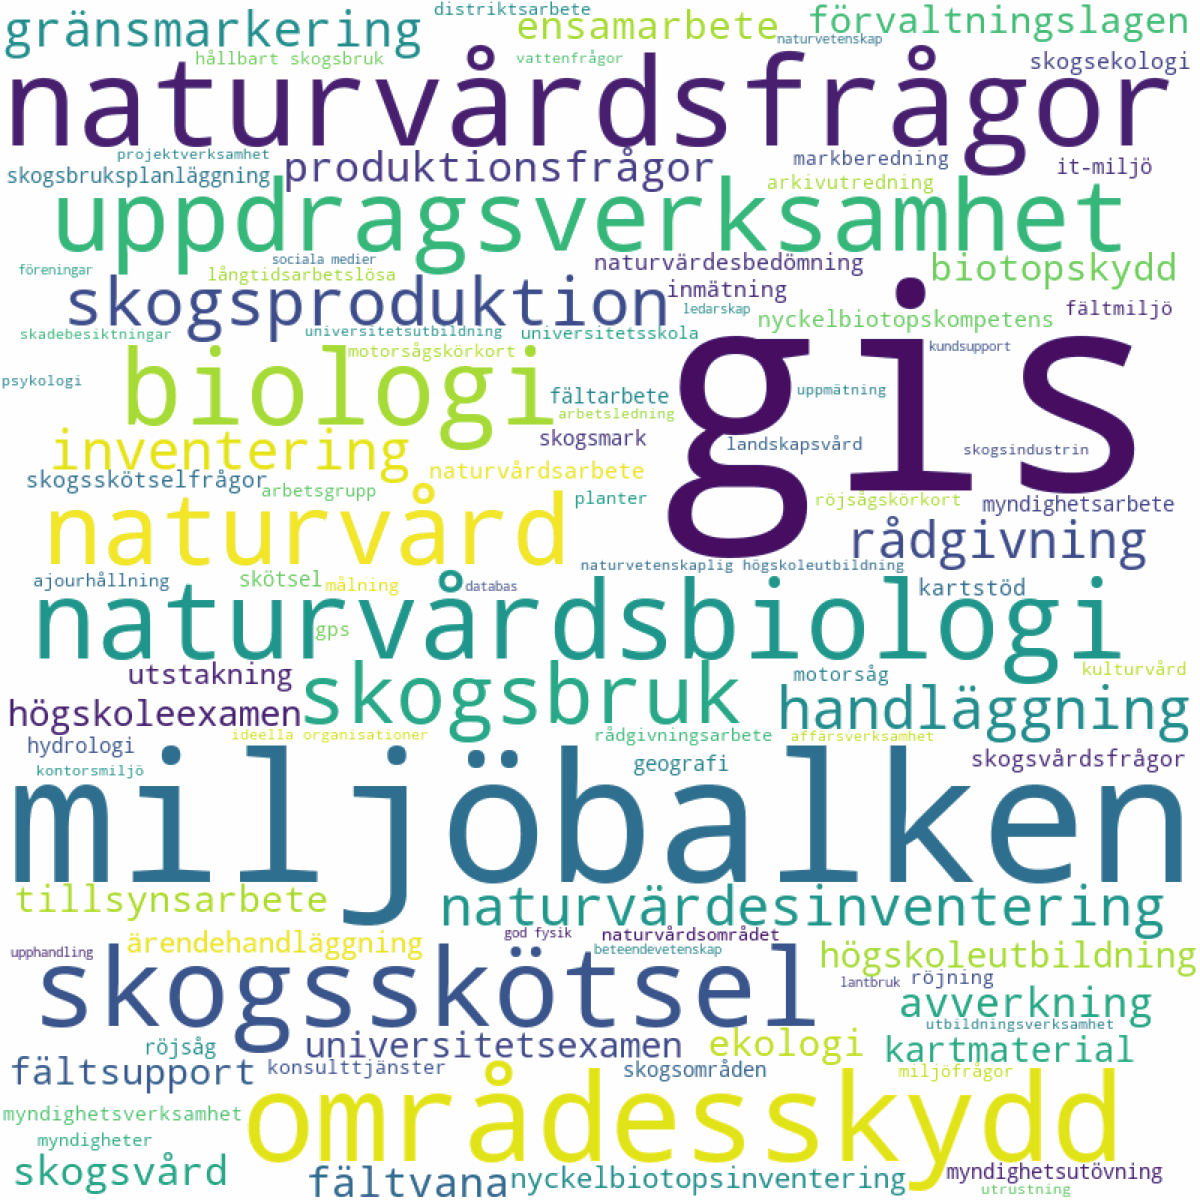 distriktsarbete
gränsmarkering
ensamarbete
förvaltningslagen
naturvetenskap
hållbart skogsbruk
vattenfrågor
skogsekologi
naturvårdsfrågor
projektverksamhet
produktionsfrågor
markberedning
it-miljö
skogsbruksplanläggning
arkivutredning
uppdragsverksamhet
sociala medier
naturvärdesbedömning
biotopskydd
föreningar
långtidsarbetslösa
skogsproduktion
inmätning
ledarskap
fältmiljö
nyckelbiotopskompetens
skadebesiktningar
universitetsutbildning
universitetsskola
gis
kundsupport
motorsågskörkort
biologi
psykologi
fältarbete
uppmätning
arbetsledning
inventering
skogsmark
landskapsvård
skogsindustrin
skogsskötselfrågor
naturvårdsarbete
arbetsgrupp
planter
röjsågskörkort
myndighetsarbete
naturvård
rådgivning
naturvetenskaplig högskoleutbildning
ajourhållning
skötsel
målning
databas
kartstöd
naturvårdsbiologi
gps
utstakning
skogsbruk
motorsåg
kulturvård
högskoleexamen
handläggning
ideella organisationer
rådgivningsarbete
affärsverksamhet
hydrologi
skogsvårdsfrågor
kontorsmiljö
geografi
miljöbalken
tillsynsarbete
naturvärdesinventering
ärendehandläggning
god fysik
naturvårdsområdet
upphandling
beteendevetenskap
högskoleutbildning
skogsskötsel
lantbruk
röjning
avverkning
utbildningsverksamhet
röjsåg
universitetsexamen
ekologi
kartmaterial
fältsupport
konsulttjänster
skogsområden
miljöfrågor
områdesskydd
myndighetsverksamhet
myndigheter
skogsvård
fältvana
nyckelbiotopsinventering
myndighetsutövning
utrustning